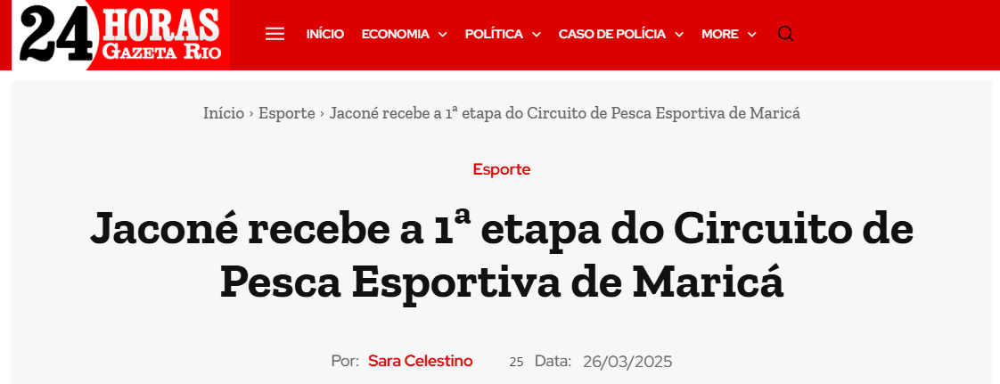 24 HORAS
GAZETA RIO
INÍCIO ECONOMIA POLÍTICA CASO DE POLÍCIA MORE
Início › Esporte › Jaconé recebe a 1ª etapa do Circuito de Pesca Esportiva de Maricá
Esporte
Jaconé recebe a 1ª etapa do Circuito de
Pesca Esportiva de Maricá
Por: Sara Celestino 25 Data: 26/03/2025